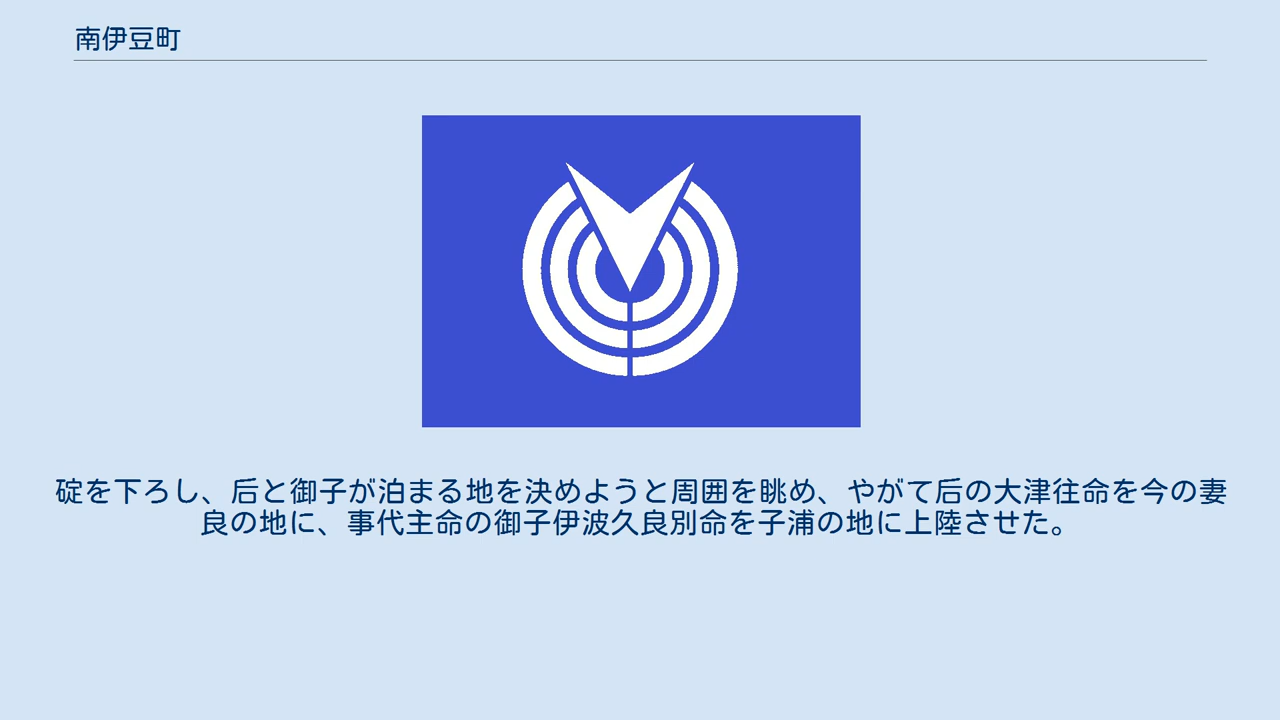 南伊豆町
碇を下ろし、后と御子が泊まる地を決めようと周囲を眺め、やがて后の大津往命を今の妻
良の地に、事代主命の御子伊波久良別命を子浦の地に上陸させた。